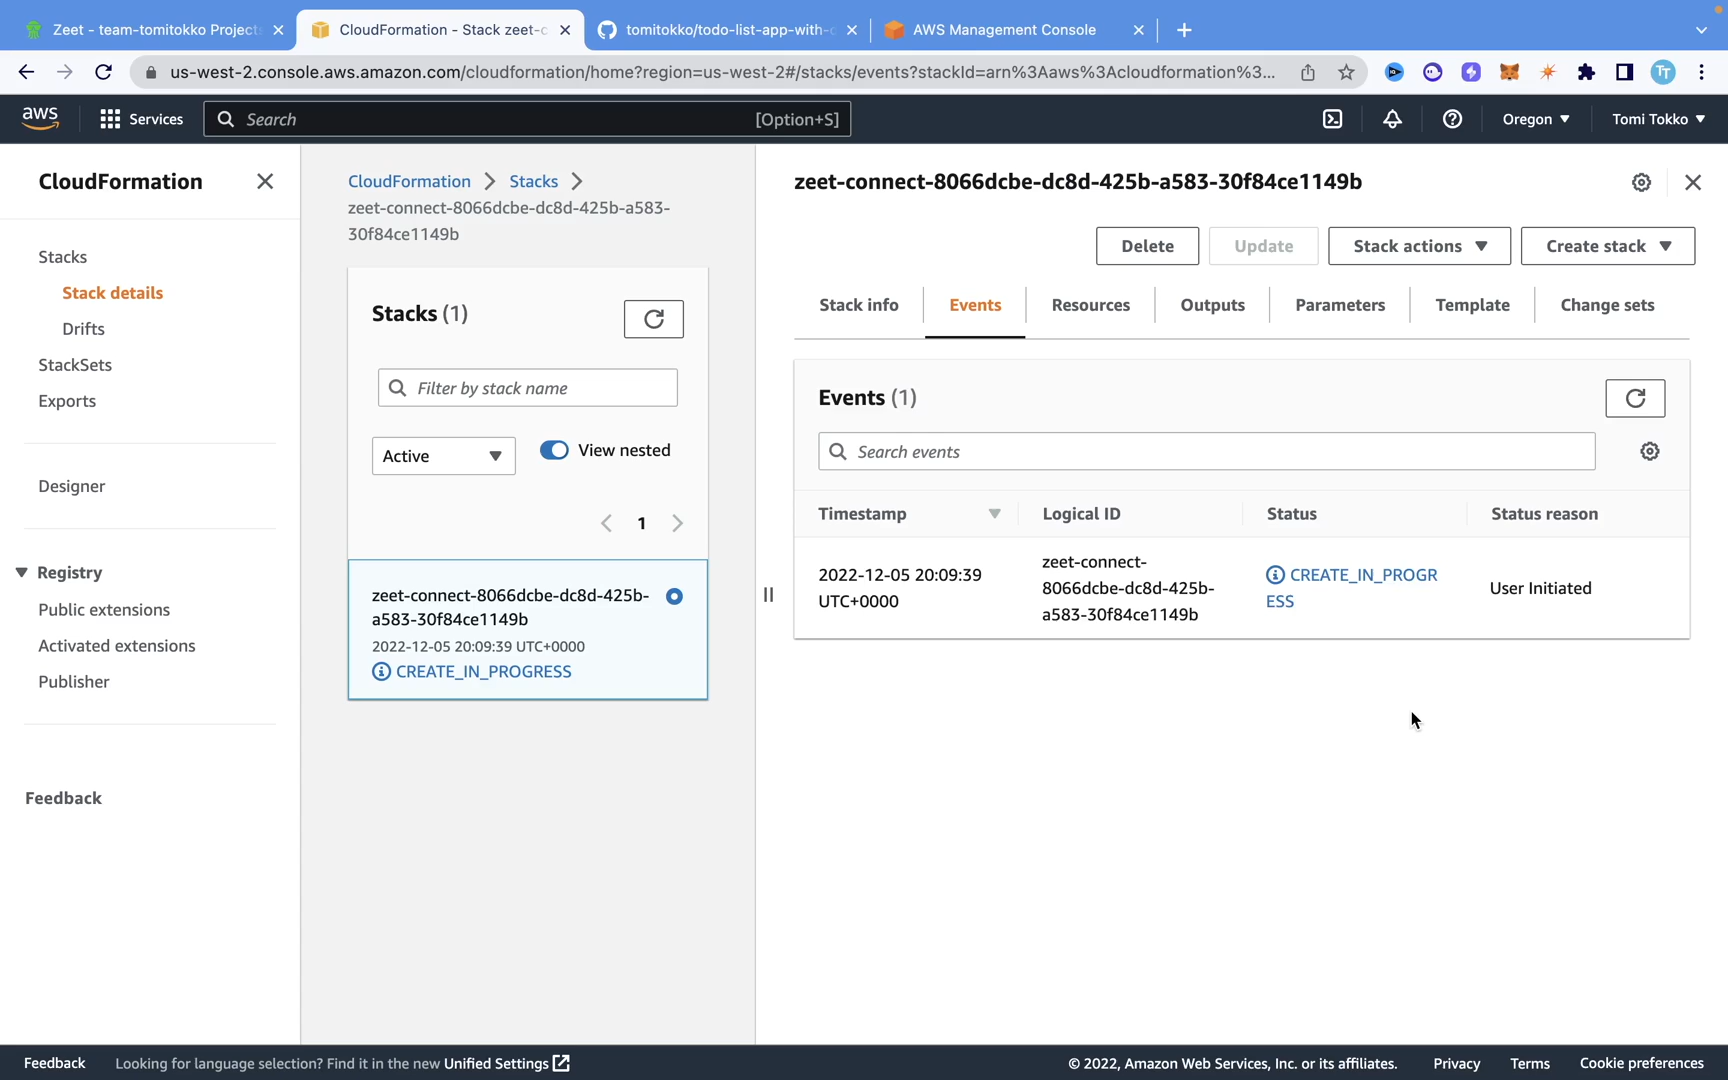 Zeet - team-tomitokko Project:
CloudFormation - Stack zeet-c
tomitokko/todo-list-app-with-
AWS Management Console
us-west-2.console.aws.amazon.com/cloudformation/home?region=us-west-2#/stacks/events?stackId=arn%3Aaws%3Acloudformation%3...
TT
aws
Services
Search
[Option+S]
Oregon
Tomi Tokko
CloudFormation
Stacks
Stack details
Drifts
StackSets
Exports
Designer
Registry
Public extensions
Activated extensions
Publisher
Feedback
CloudFormation
Stacks
zeet-connect-8066dcbe-dc8d-425b-a583-
30f84ce1149b
Stacks (1)
Filter by stack name
Active
View nested
1
zeet-connect-8066dcbe-dc8d-425b-
a583-30f84ce1149b
2022-12-05 20:09:39 UTC+0000
CREATE_IN_PROGRESS
zeet-connect-8066dcbe-dc8d-425b-a583-30f84ce1149b
Delete
Update
Stack actions
Create stack
Stack info
Events
Resources
Outputs
Parameters
Template
Change sets
Events (1)
Search events
Timestamp
Logical ID
Status
Status reason
2022-12-05 20:09:39
UTC+0000
zeet-connect-
8066dcbe-dc8d-425b-
a583-30f84ce1149b
CREATE_IN_PROGR
ESS
User Initiated
Feedback
Looking for language selection? Find it in the new Unified Settings
© 2022, Amazon Web Services, Inc. or its affiliates.
Privacy
Terms
Cookie preferences